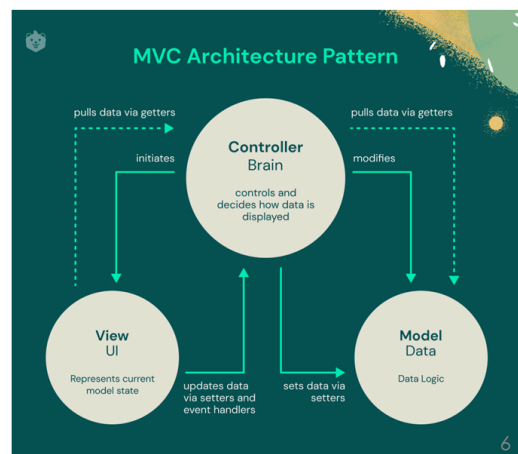 MVC Architecture Pattern
pulls data via getters
pulls data via getters
initiates
Controller
Brain
controls and
decides how data is
displayed
modifies
View
UI
Represents current
model state
updates data
via setters and
event handlers
sets data via
setters
Model
Data
Data Logic
6